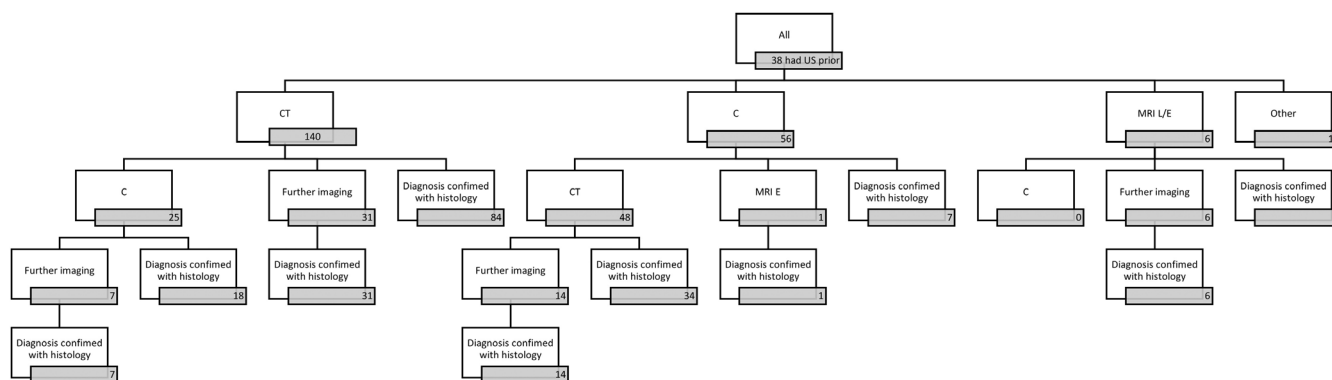 All
38 had US prior
CT
140
C
56
MRI L/E
6
Other
1
C
25
Further imaging
31
Diagnosis confimed
with histology
84
CT
48
MRI E
1
Diagnosis confimed
with histology
7
C
0
Further imaging
6
Diagnosis confimed
with histology
Further imaging
7
Diagnosis confimed
with histology
18
Diagnosis confimed
with histology
31
Further imaging
14
Diagnosis confimed
with histology
34
Diagnosis confimed
with histology
1
Diagnosis confimed
with histology
6
Diagnosis confimed
with histology
7
Diagnosis confimed
with histology
14